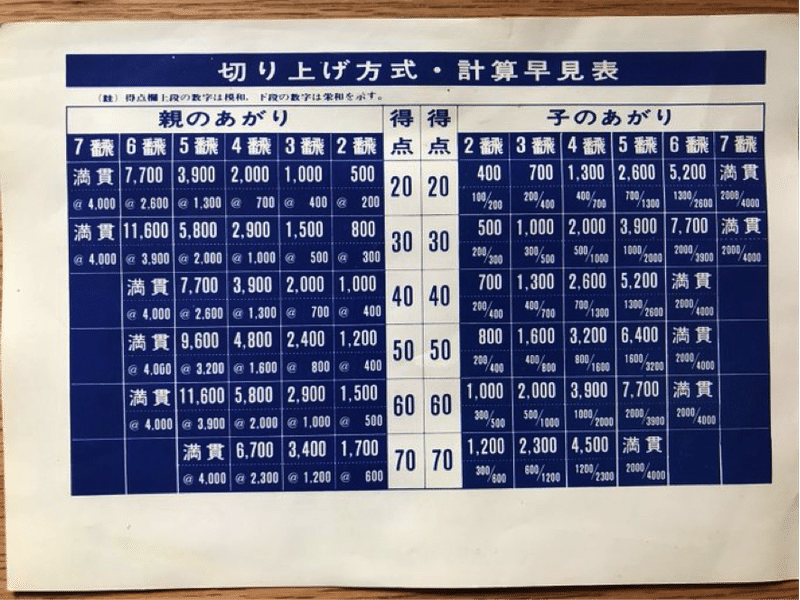 切り上げ方式・計算早見表
(註) 得点欄上段の数字は模和、下段の数字は栄和を示す。
親のあがり 得点 得点 子のあがり
7飜 6飜 5飜 4飜 3飜 2飜 2飜 3飜 4飜 5飜 6飜 7飜
満貫 7,700 3,900 2,000 1,000 500 20 20 400 700 1,300 2,600 5,200 満貫
@4,000 @2,600 @1,300 @700 @400 @200 100/200 200/400 400/700 700/1300 1300/2600 2000/4000
満貫 11,600 5,800 2,900 1,500 800 30 30 500 1,000 2,000 3,900 7,700 満貫
@4,000 @3,900 @2,000 @1,000 @500 @300 200/300 300/500 500/1000 1000/2000 2000/3900 2000/4000
満貫 7,700 3,900 2,000 1,000 40 40 700 1,300 2,600 5,200 満貫
@4,000 @2,600 @1,300 @700 @400 200/400 400/700 700/1300 1300/2600 2000/4000
満貫 9,600 4,800 2,400 1,200 50 50 800 1,600 3,200 6,400 満貫
@4,000 @3,200 @1,600 @800 @400 200/400 400/800 800/1600 1600/3200 2000/4000
満貫 11,600 5,800 2,900 1,500 60 60 1,000 2,000 3,900 7,700 満貫
@4,000 @3,900 @2,000 @1,000 @500 300/500 500/1000 1000/2000 2000/3900 2000/4000
満貫 6,700 3,400 1,700 70 70 1,200 2,300 4,500 満貫
@4,000 @2,300 @1,200 @600 300/600 600/1200 1200/2300 2000/4000